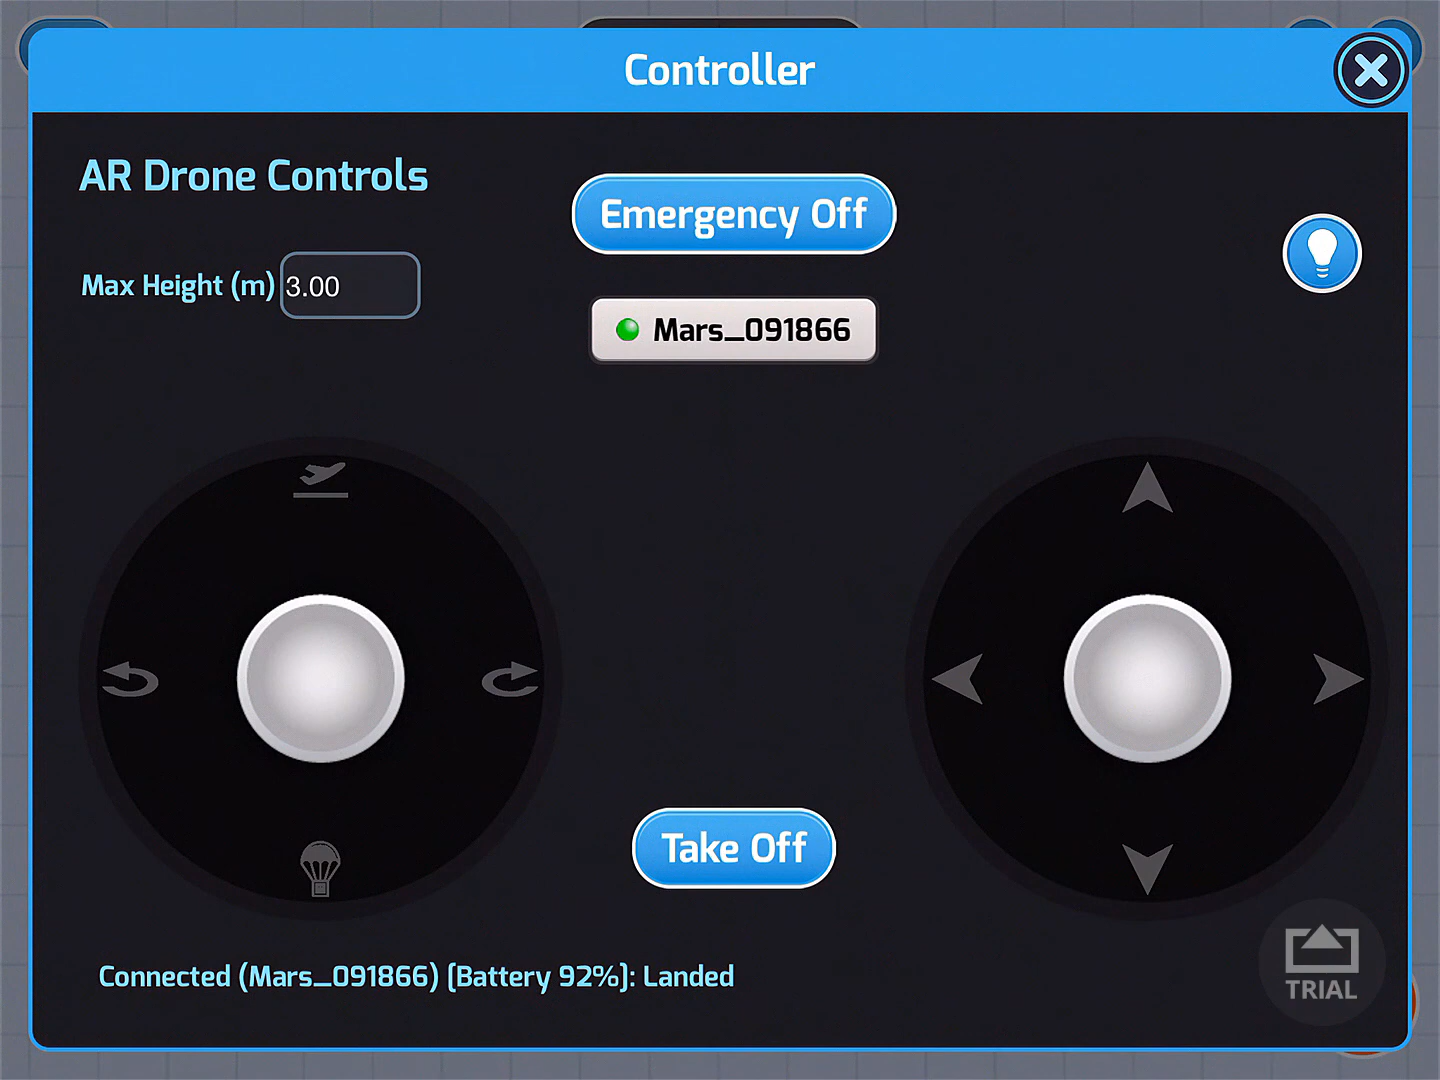 Controller
AR Drone Controls
Emergency Off
Max Height (m) 3.00
Mars_091866
Take Off
Connected (Mars_091866) [Battery 92%]: Landed
TRIAL